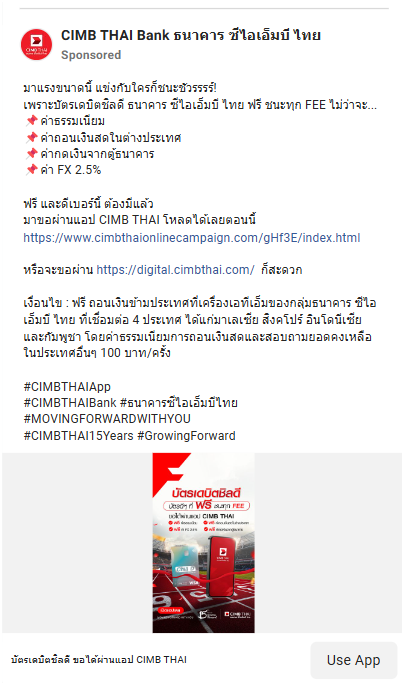 CIMB THAI Bank ธนาคาร ซีไอเอ็มบี ไทย
Sponsored
มาแรงขนาดนี้ แข่งกับใครก็ชนะชัวรรรร์!
เพราะบัตรเดบิตชิลดี ธนาคาร ซีไอเอ็มบี ไทย ฟรี ชนะทุก FEE ไม่ว่าจะ...
📌ค่าธรรมเนียม
📌ค่าถอนเงินสดในต่างประเทศ
📌ค่ากดเงินจากตู้ธนาคาร
📌ค่า FX 2.5%
ฟรี และดีเบอร์นี้ ต้องมีแล้ว
มาขอผ่านแอป CIMB THAI โหลดได้เลยตอนนี้
https://www.cimbthaionlinecampaign.com/gHf3E/index.html
หรือจะขอผ่าน https://digital.cimbthai.com/ ก็สะดวก
เงื่อนไข : ฟรี ถอนเงินข้ามประเทศที่เครื่องเอทีเอ็มของกลุ่มธนาคาร ซีไอ
เอ็มบี ไทย ที่เชื่อมต่อ 4 ประเทศ ได้แก่มาเลเซีย สิงคโปร์ อินโดนีเซีย
และกัมพูชา โดยค่าธรรมเนียมการถอนเงินสดและสอบถามยอดคงเหลือ
ในประเทศอื่นๆ 100 บาท/ครั้ง
#CIMBTHAIApp
#CIMBTHAIBank #ธนาคารซีไอเอ็มบีไทย
#MOVINGFORWARDWITHYOU
#CIMBTHAI15Years #GrowingForward
บัตรเดบิตชิลดี
บัตรดีๆ ที่ ฟรี ชนะทุก FEE
ขอได้ผ่านแอป CIMB THAI
บัตรเดบิตชิลดี ขอได้ผ่านแอป CIMB THAI
Use App